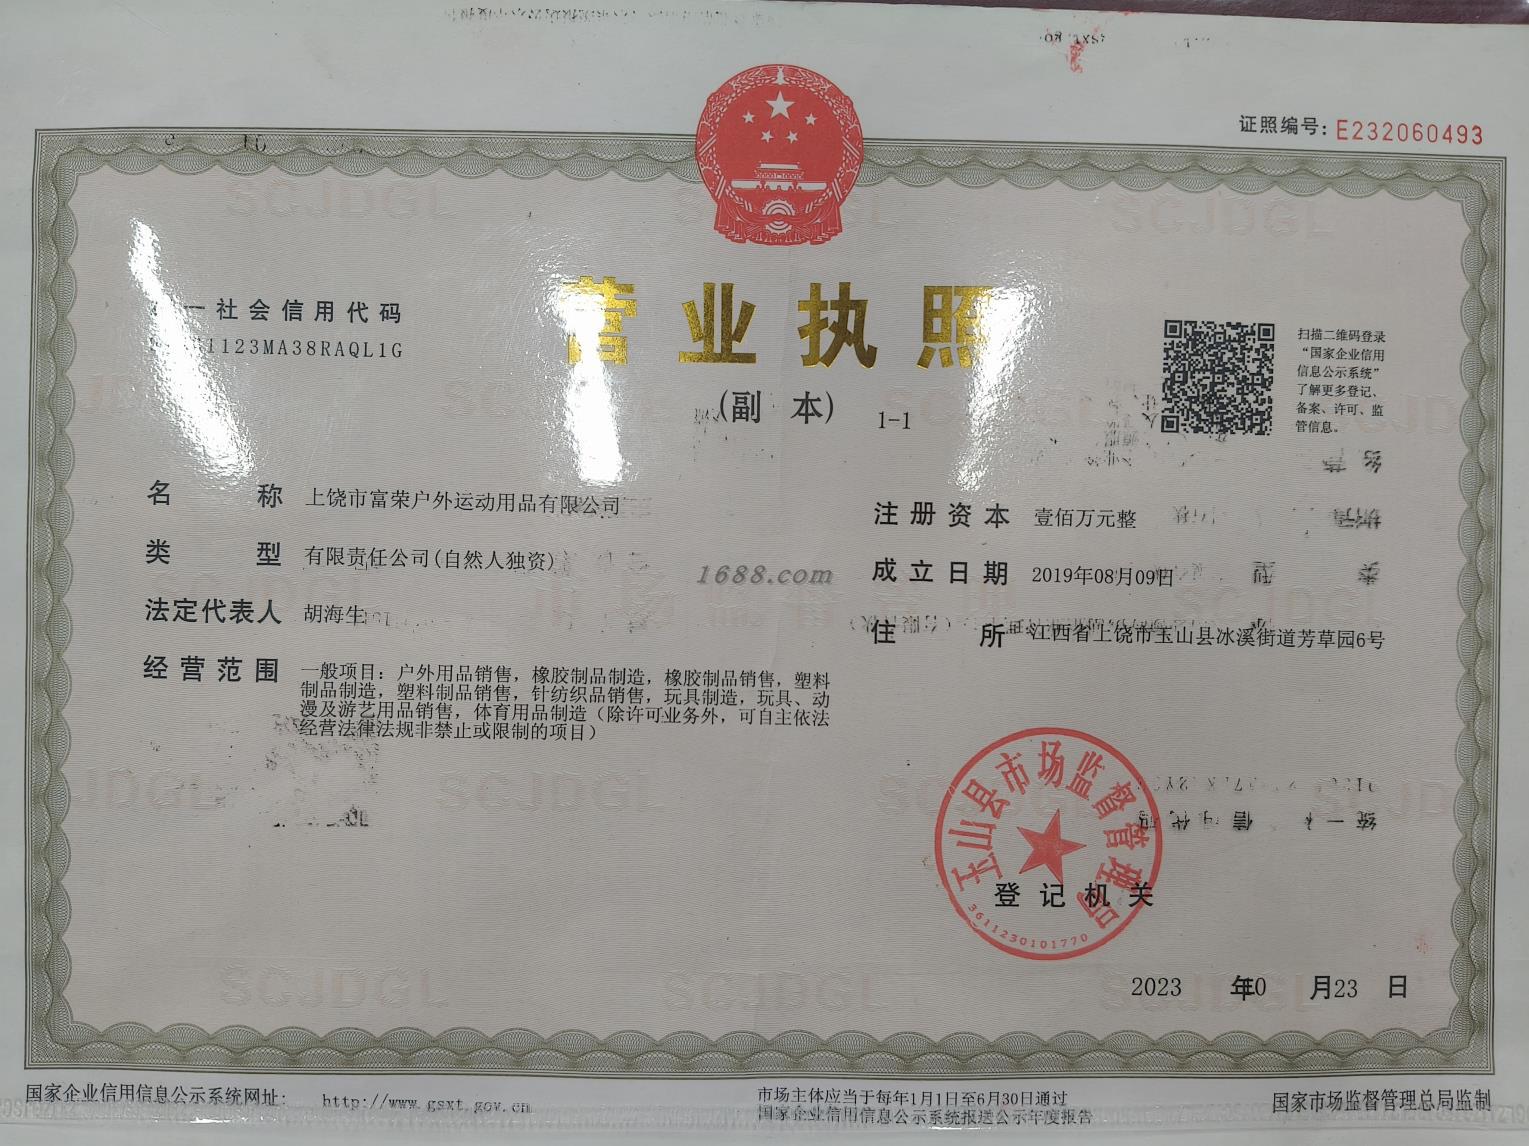 证照编号：E232060493
一社会信用代码
1123MA38RAQL1G
营业执照
(副 本) 1-1
扫描二维码登录
“国家企业信用
信息公示系统”
了解更多登记、
备案、许可、监
管信息。
名 称 上饶市富荣户外运动用品有限公司
类 型 有限责任公司(自然人独资)
法定代表人 胡海生
经营范围 一般项目：户外用品销售，橡胶制品制造，橡胶制品销售，塑料
制品制造，塑料制品销售，针纺织品销售，玩具制造，玩具、动
漫及游艺用品销售，体育用品制造（除许可业务外，可自主依法
经营法律法规非禁止或限制的项目）
注册资本 壹佰万元整
成立日期 2019年08月09日
住 所 江西省上饶市玉山县冰溪街道芳草园6号
1688.com
玉山县市场监督管理局
3611230101770
登记机关
2023 年 0 月 23 日
国家企业信用信息公示系统网址： http://www.gsxt.gov.cn
市场主体应当于每年1月1日至6月30日通过
国家企业信用信息公示系统报送公示年度报告
国家市场监督管理总局监制